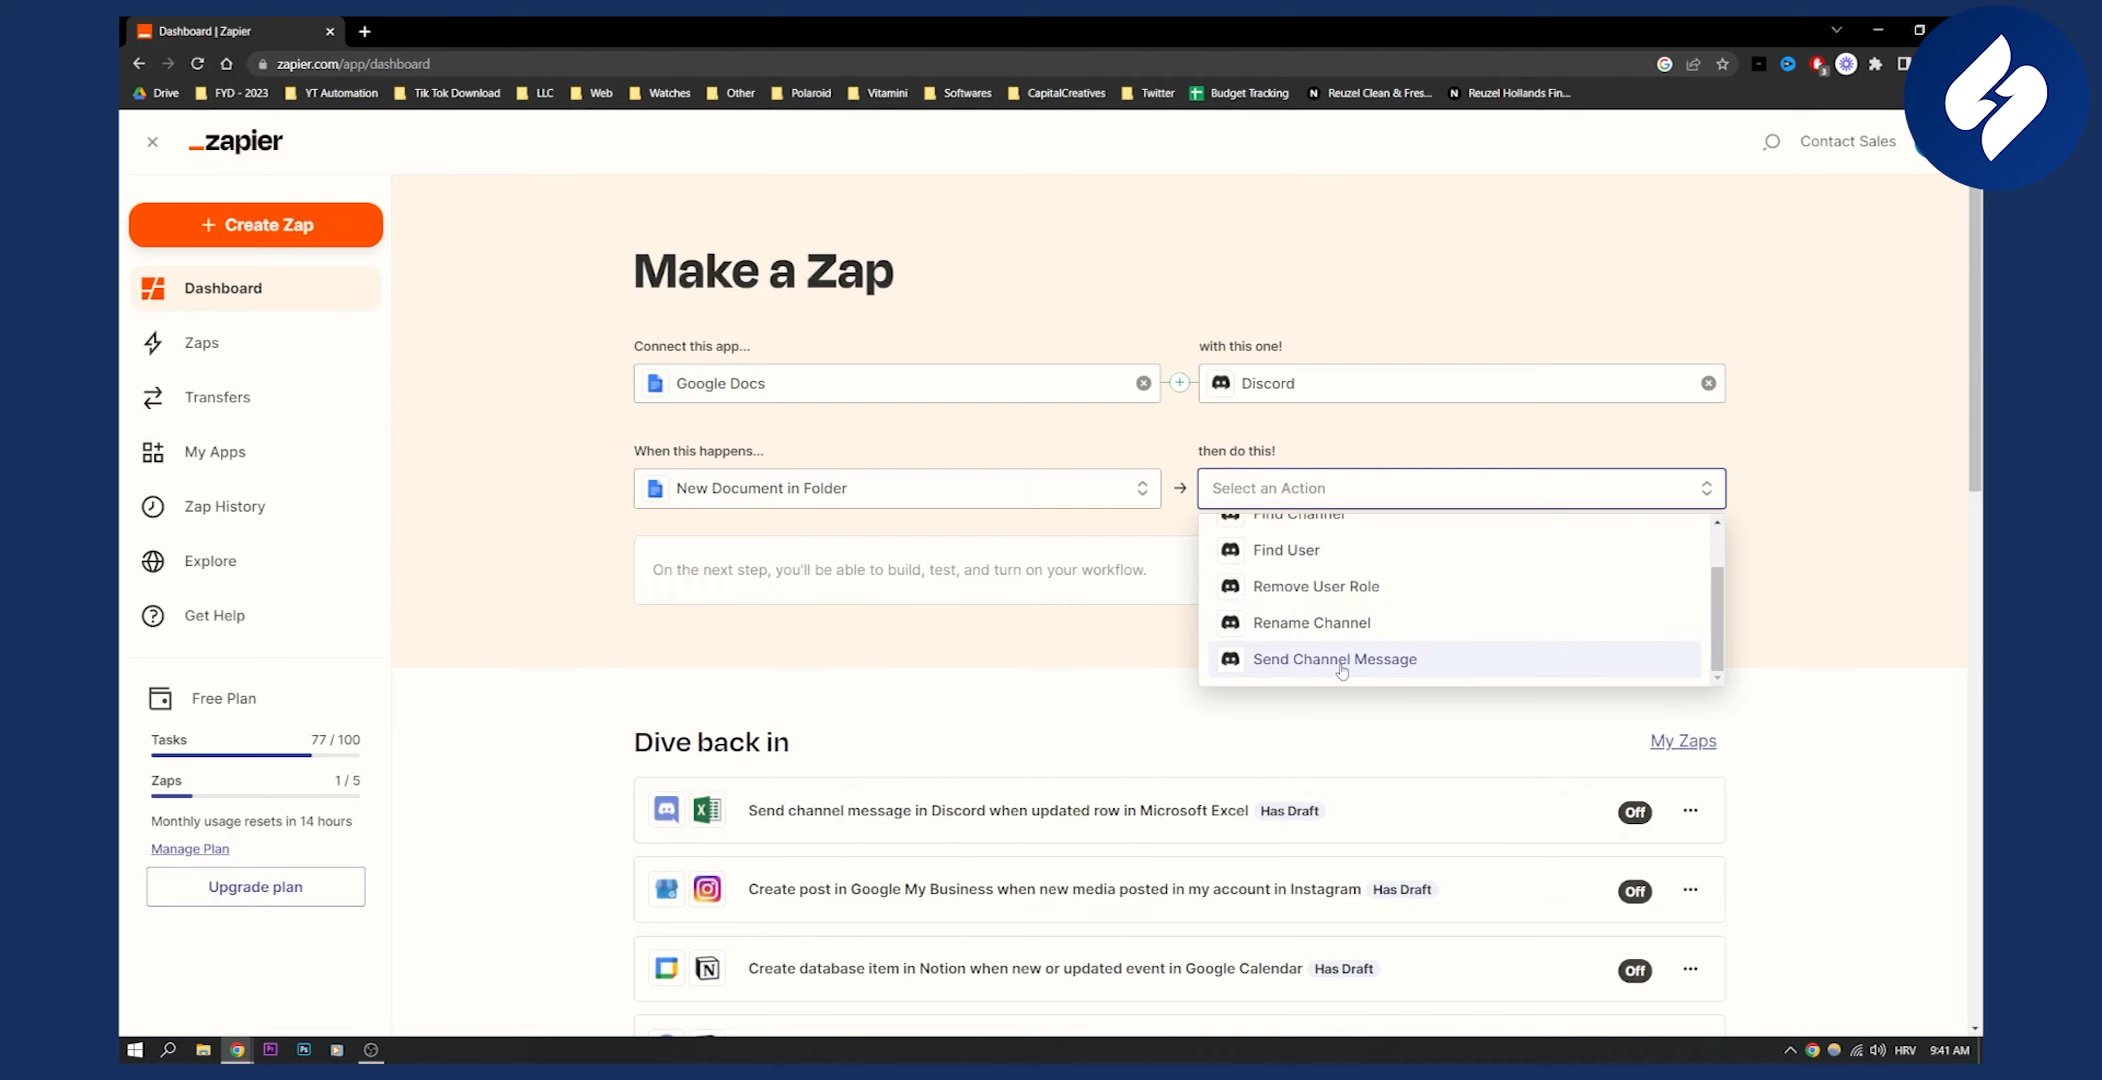 Dashboard | Zapier
zapier.com/app/dashboard
3
Drive FYD - 2023 YT Automation Tik Tok Download LLC Web Watches Other Polaroid Vitamini Softwares CapitalCreatives Twitter Budget Tracking Reuzel Clean & Fres... Reuzel Hollands Fin...
zapier
Contact Sales
+ Create Zap
Dashboard
Zaps
Transfers
My Apps
Zap History
Explore
Get Help
Free Plan
Tasks 77 / 100
Zaps 1 / 5
Monthly usage resets in 14 hours
Manage Plan
Upgrade plan
Make a Zap
Connect this app...
Google Docs
with this one!
Discord
When this happens...
New Document in Folder
then do this!
Select an Action
Find Channel
Find User
Remove User Role
Rename Channel
Send Channel Message
On the next step, you'll be able to build, test, and turn on your workflow.
Dive back in
My Zaps
Send channel message in Discord when updated row in Microsoft Excel Has Draft Off
Create post in Google My Business when new media posted in my account in Instagram Has Draft Off
Create database item in Notion when new or updated event in Google Calendar Has Draft Off
HRV 9:41 AM